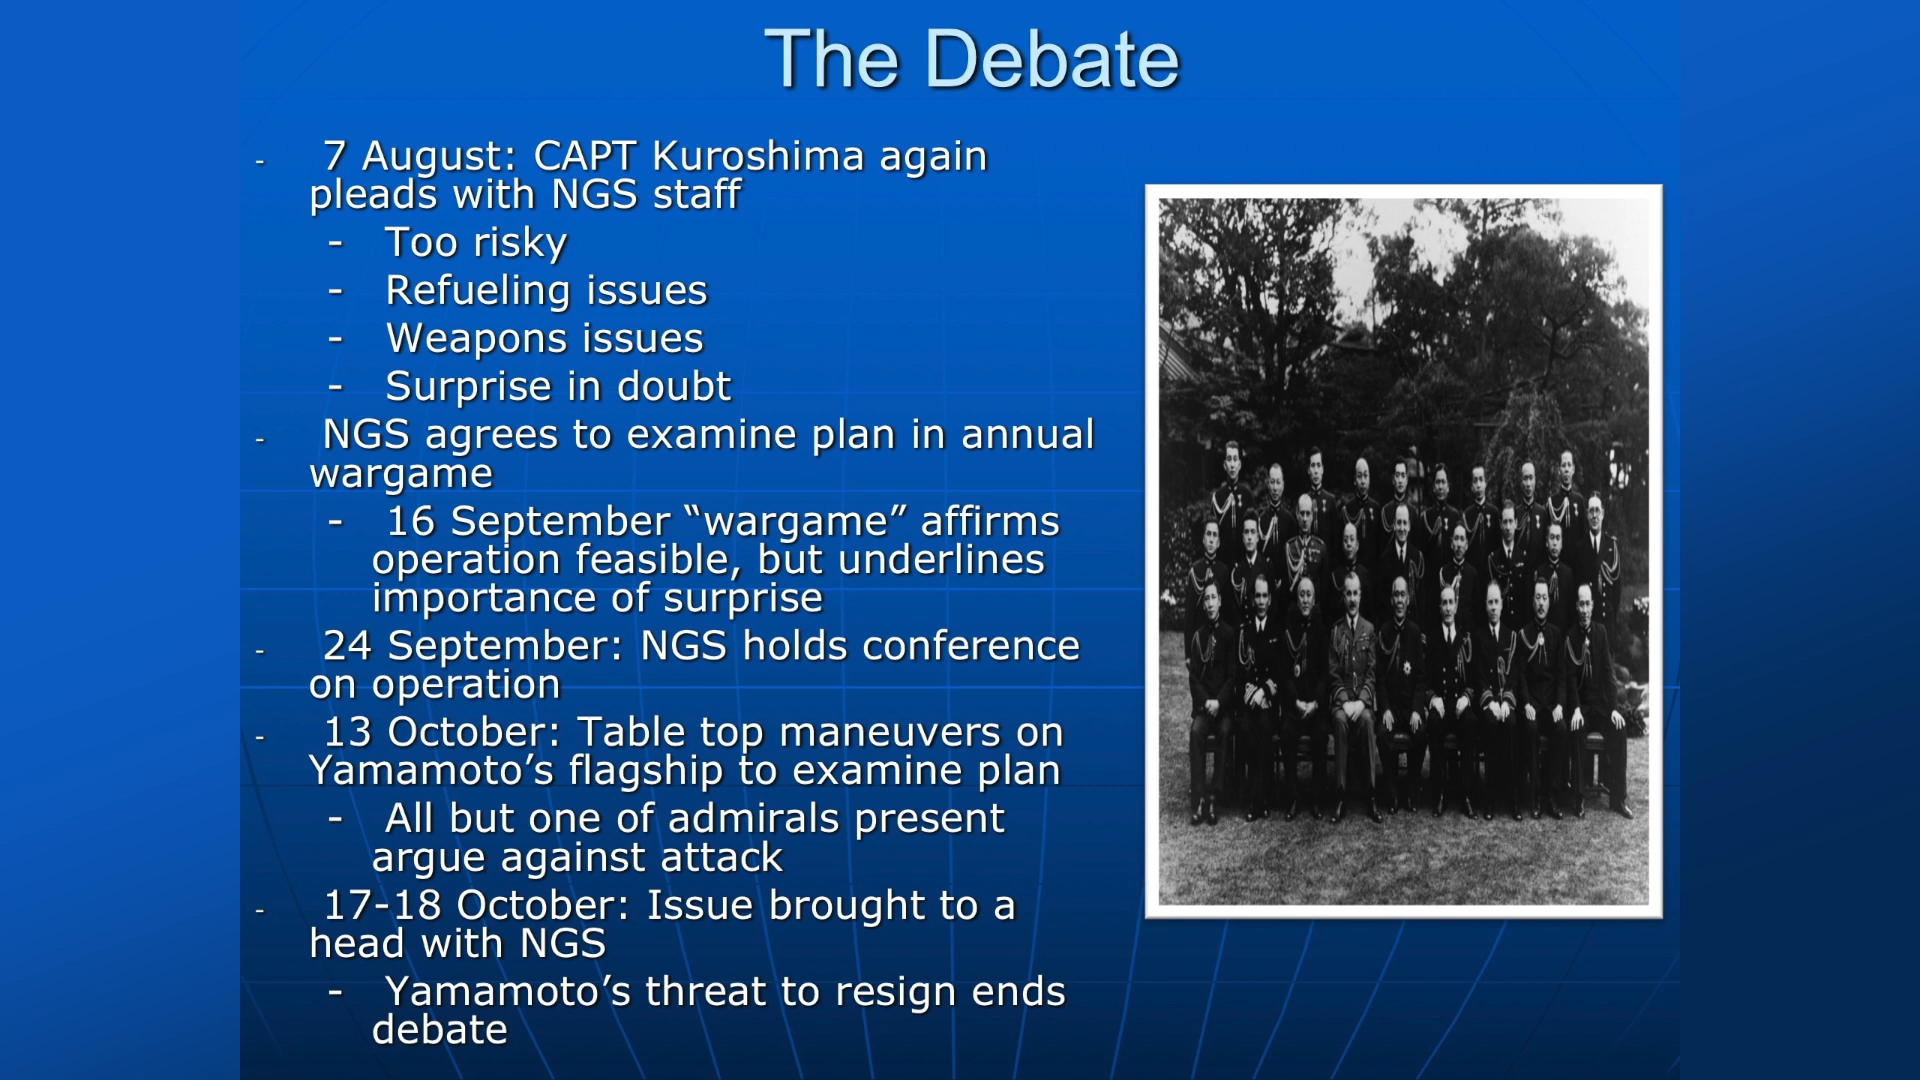 The Debate
- 7 August: CAPT Kuroshima again
pleads with NGS staff
- Too risky
- Refueling issues
- Weapons issues
- Surprise in doubt
- NGS agrees to examine plan in annual
wargame
- 16 September “wargame” affirms
operation feasible, but underlines
importance of surprise
- 24 September: NGS holds conference
on operation
- 13 October: Table top maneuvers on
Yamamoto’s flagship to examine plan
- All but one of admirals present
argue against attack
- 17-18 October: Issue brought to a
head with NGS
- Yamamoto’s threat to resign ends
debate